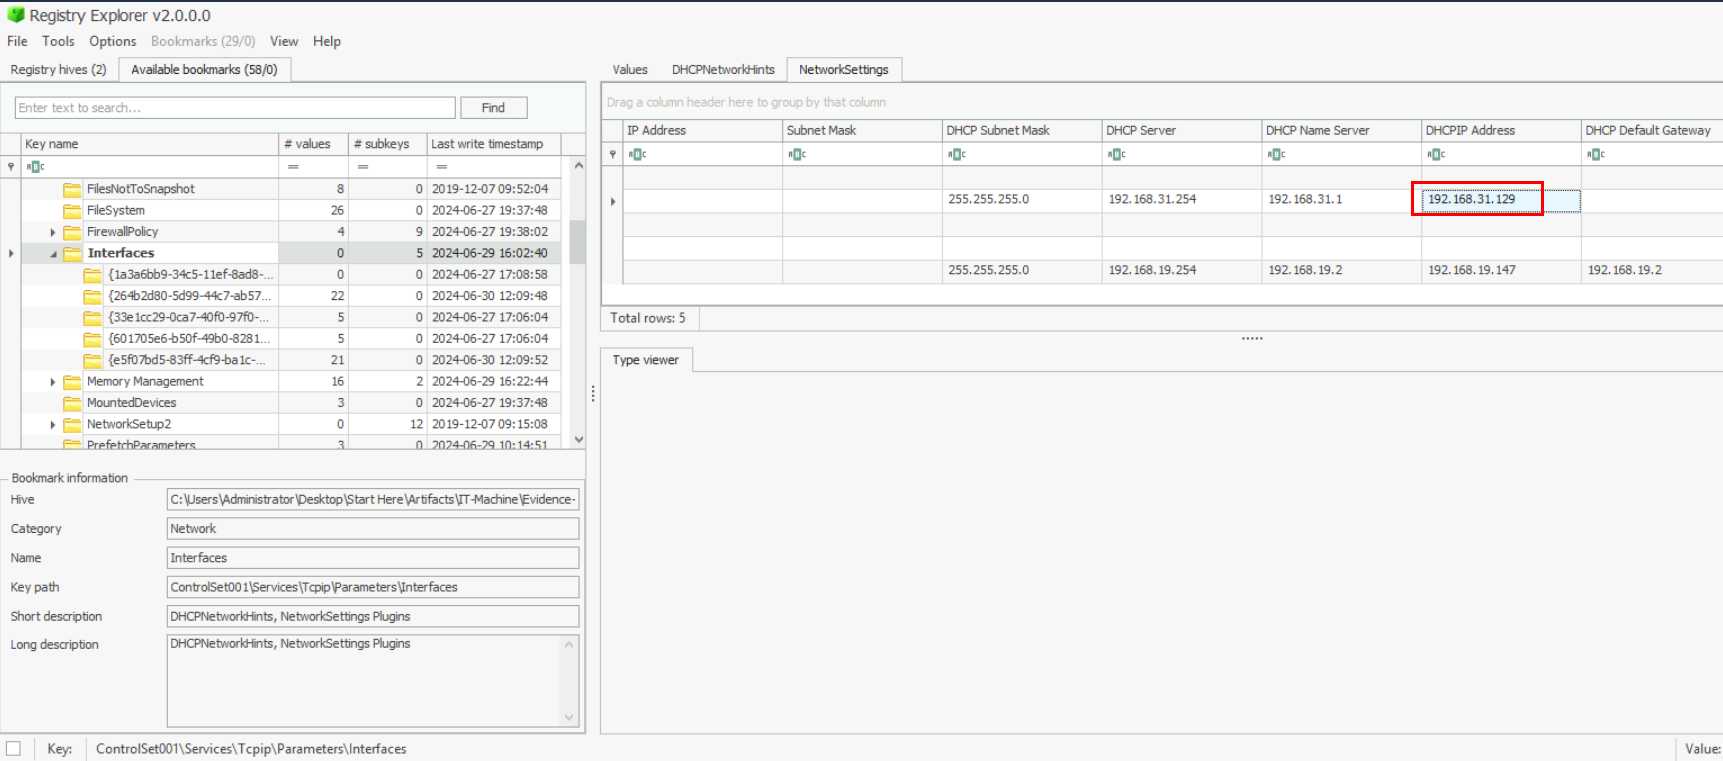 Registry Explorer v2.0.0.0
File Tools Options Bookmarks (29/0) View Help
Registry hives (2) Available bookmarks (58/0)
Enter text to search... Find
Key name # values # subkeys Last write timestamp
= = =
FilesNotToSnapshot 8 0 2019-12-07 09:52:04
FileSystem 26 0 2024-06-27 19:37:48
FirewallPolicy 4 9 2024-06-27 19:38:02
Interfaces 0 5 2024-06-29 16:02:40
{1a3a6bb9-34c5-11ef-8ad8-... 0 0 2024-06-27 17:08:58
{264b2d80-5d99-44c7-ab57... 22 0 2024-06-30 12:09:48
{33e1cc29-0ca7-40f0-97f0-... 5 0 2024-06-27 17:06:04
{601705e6-b50f-49b0-8281... 5 0 2024-06-27 17:06:04
{e5f07bd5-83ff-4cf9-ba1c-... 21 0 2024-06-30 12:09:52
Memory Management 16 2 2024-06-29 16:22:44
MountedDevices 3 0 2024-06-27 19:37:48
NetworkSetup2 0 12 2019-12-07 09:15:08
PrefetchParameters 3 0 2024-06-29 10:14:51
Bookmark information
Hive C:\Users\Administrator\Desktop\Start Here\Artifacts\IT-Machine\Evidence-
Category Network
Name Interfaces
Key path ControlSet001\Services\Tcpip\Parameters\Interfaces
Short description DHCPNetworkHints, NetworkSettings Plugins
Long description DHCPNetworkHints, NetworkSettings Plugins
Values DHCPNetworkHints NetworkSettings
Drag a column header here to group by that column
IP Address Subnet Mask DHCP Subnet Mask DHCP Server DHCP Name Server DHCPIP Address DHCP Default Gateway
255.255.255.0 192.168.31.254 192.168.31.1 192.168.31.129
255.255.255.0 192.168.19.254 192.168.19.2 192.168.19.147 192.168.19.2
Total rows: 5
Type viewer
Key: ControlSet001\Services\Tcpip\Parameters\Interfaces Value: